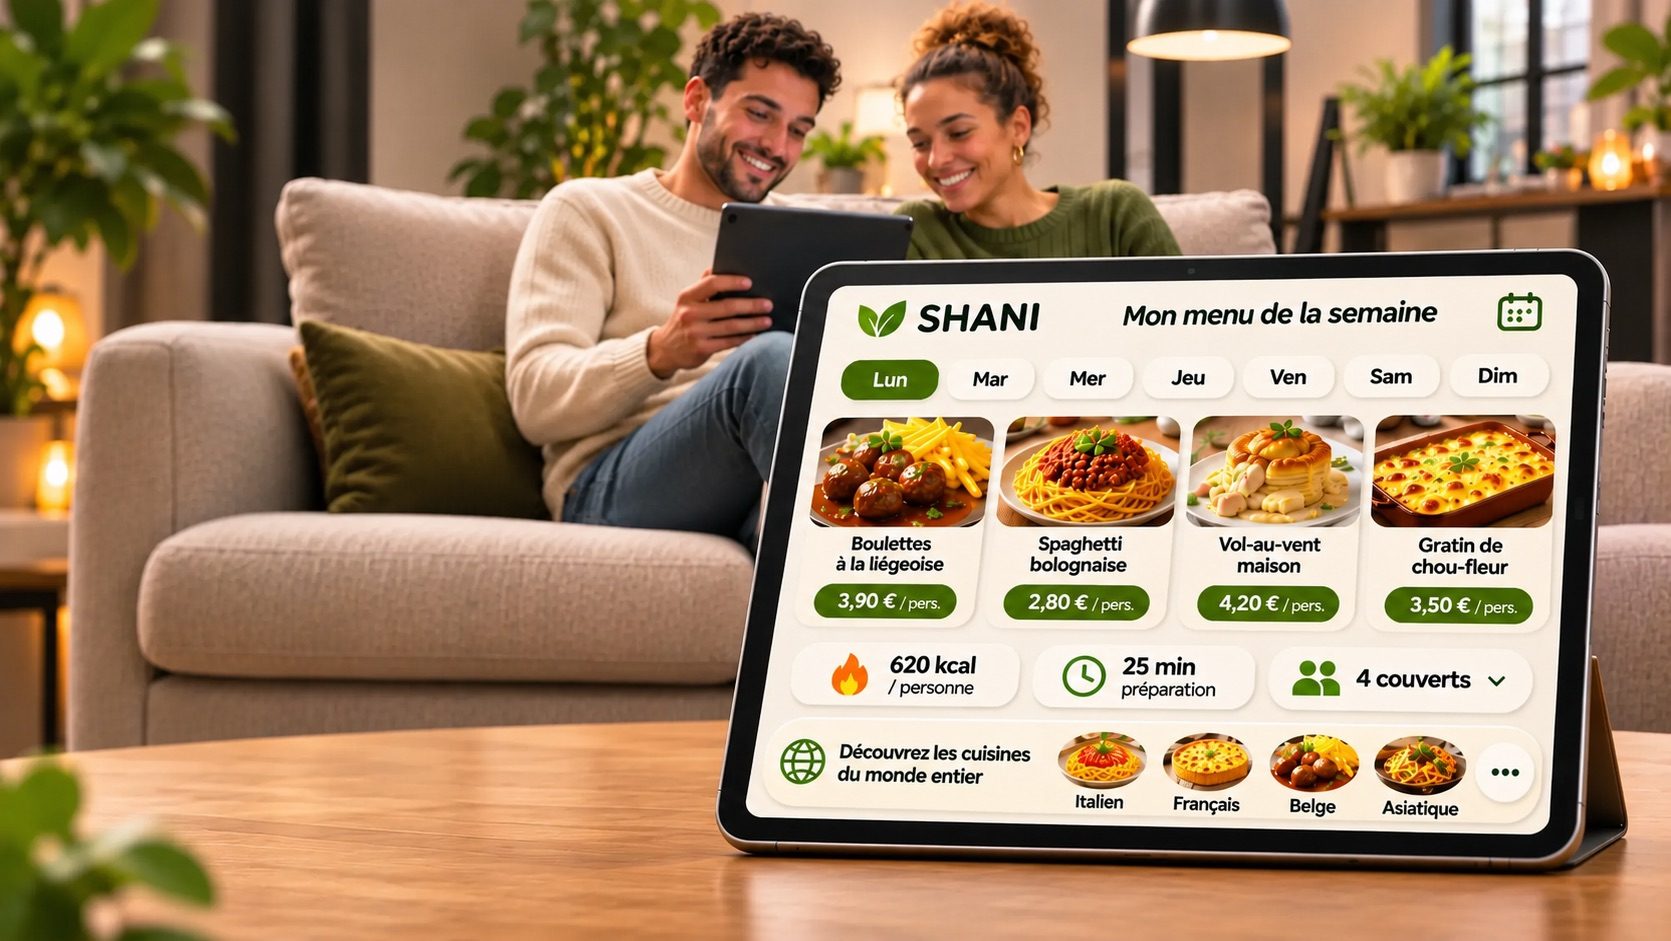 SHANI
Mon menu de la semaine
Lun
Mar
Mer
Jeu
Ven
Sam
Dim
Boulettes
à la liégeoise
3,90 € / pers.
Spaghetti
bolognaise
2,80 € / pers.
Vol-au-vent
maison
4,20 € / pers.
Gratin de
chou-fleur
3,50 € / pers.
620 kcal
/ personne
25 min
préparation
4 couverts
Découvrez les cuisines
du monde entier
Italien
Français
Belge
Asiatique